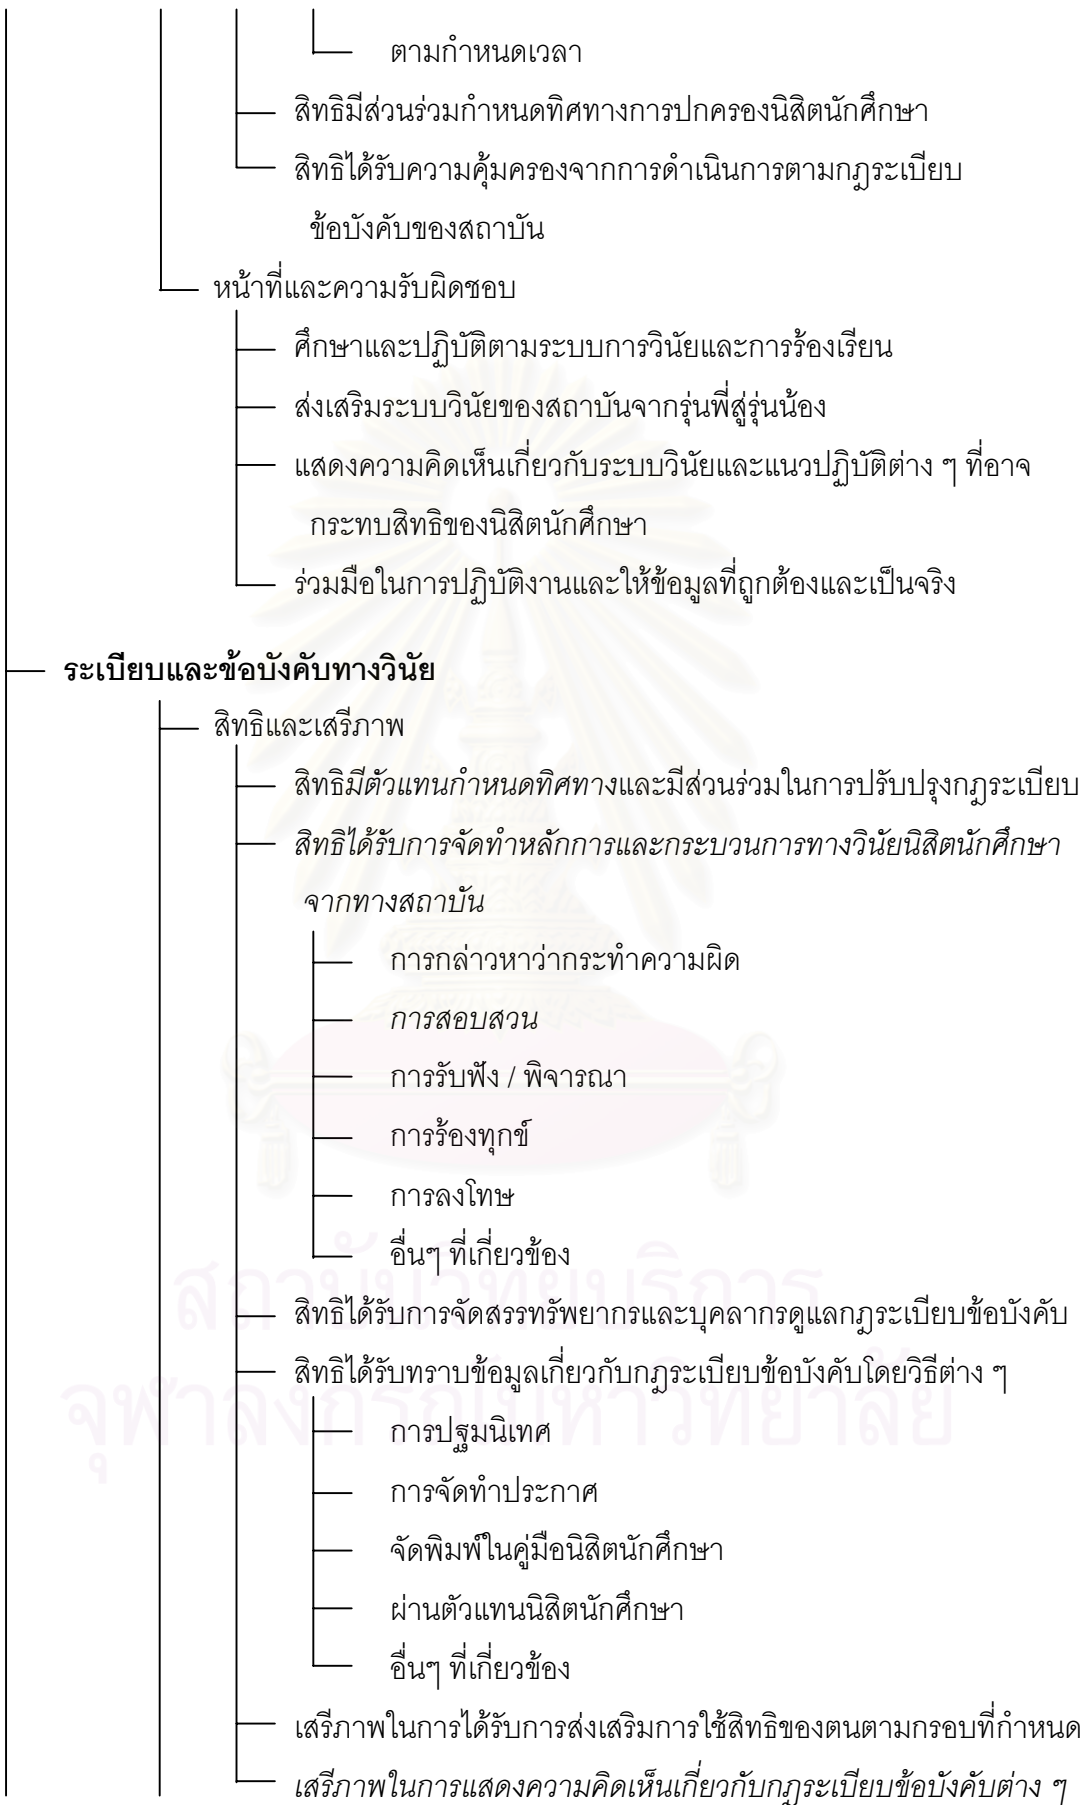 ตามกำหนดเวลา
สิทธิมีส่วนร่วมกำหนดทิศทางการปกครองนิสิตนักศึกษา
สิทธิได้รับความคุ้มครองจากการดำเนินการตามกฎระเบียบ
ข้อบังคับของสถาบัน
หน้าที่และความรับผิดชอบ
ศึกษาและปฏิบัติตามระบบการวินัยและการร้องเรียน
ส่งเสริมระบบวินัยของสถาบันจากรุ่นพี่สู่รุ่นน้อง
แสดงความคิดเห็นเกี่ยวกับระบบวินัยและแนวปฏิบัติต่าง ๆ ที่อาจ
กระทบสิทธิของนิสิตนักศึกษา
ร่วมมือในการปฏิบัติงานและให้ข้อมูลที่ถูกต้องและเป็นจริง
ระเบียบและข้อบังคับทางวินัย
สิทธิและเสรีภาพ
สิทธิมีตัวแทนกำหนดทิศทางและมีส่วนร่วมในการปรับปรุงกฎระเบียบ
สิทธิได้รับการจัดทำหลักการและกระบวนการทางวินัยนิสิตนักศึกษา
จากทางสถาบัน
การกล่าวหาว่ากระทำความผิด
การสอบสวน
การรับฟัง / พิจารณา
การร้องทุกข์
การลงโทษ
อื่นๆ ที่เกี่ยวข้อง
สิทธิได้รับการจัดสรรทรัพยากรและบุคลากรดูแลกฎระเบียบข้อบังคับ
สิทธิได้รับทราบข้อมูลเกี่ยวกับกฎระเบียบข้อบังคับโดยวิธีต่าง ๆ
การปฐมนิเทศ
การจัดทำประกาศ
จัดพิมพ์ในคู่มือนิสิตนักศึกษา
ผ่านตัวแทนนิสิตนักศึกษา
อื่นๆ ที่เกี่ยวข้อง
เสรีภาพในการได้รับการส่งเสริมการใช้สิทธิของตนตามกรอบที่กำหนด
เสรีภาพในการแสดงความคิดเห็นเกี่ยวกับกฎระเบียบข้อบังคับต่าง ๆ
สถาบันวิทยบริการ
จุฬาลงกรณ์มหาวิทยาลัย